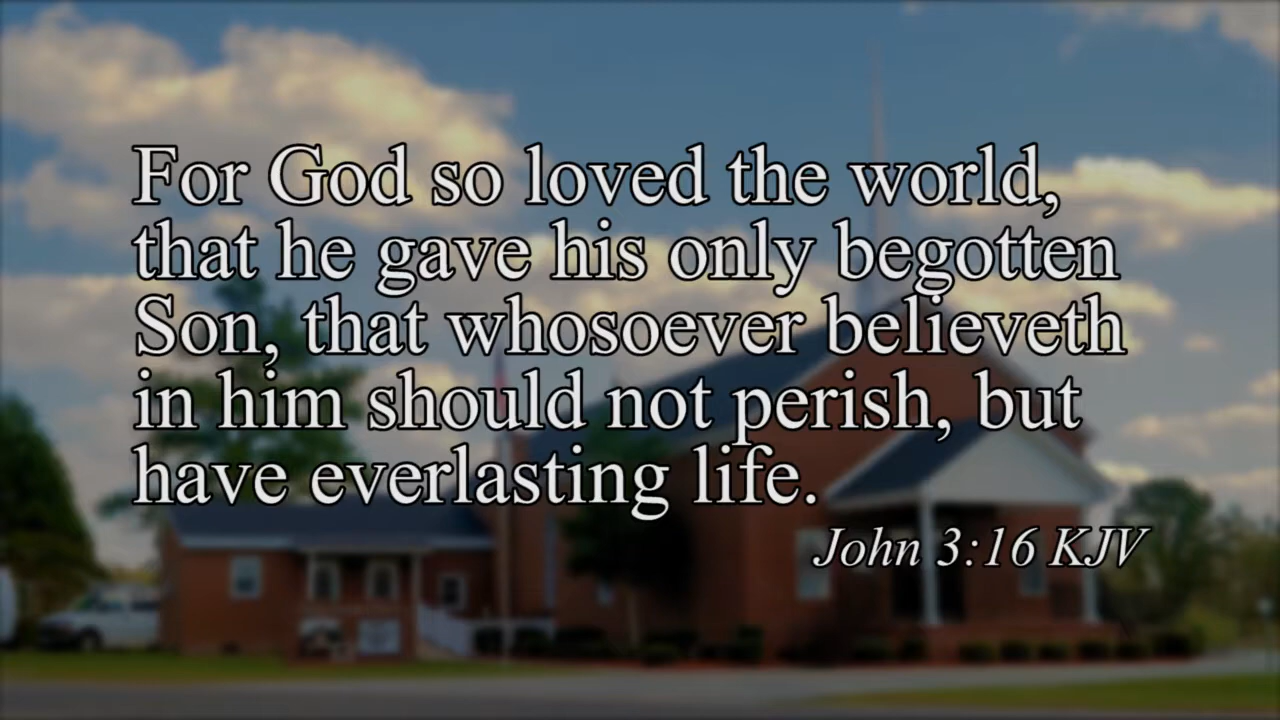 For God so loved the world,
that he gave his only begotten
Son, that whosoever believeth
in him should not perish, but
have everlasting life.
John 3:16 KJV